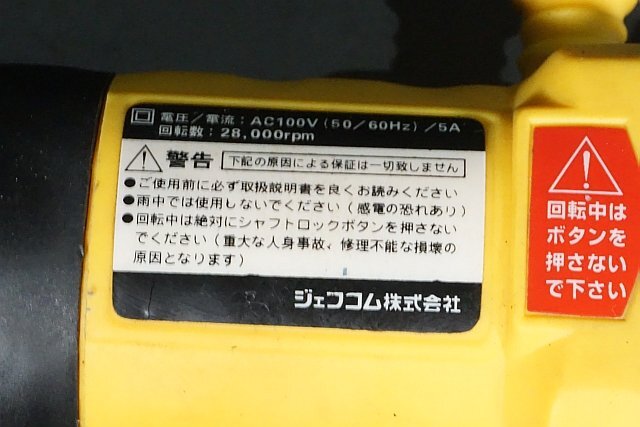 電圧/電流:AC100V(50/60Hz)/5A
回転数:28,000rpm
警告 下記の原因による保証は一切致しません
●ご使用前に必ず取扱説明書を良くお読みください
●雨中では使用しないでください(感電の恐れあり)
●回転中は絶対にシャフトロックボタンを押さない
でください(重大な人身事故、修理不能な損壊の
原因となります)
ジェフコム株式会社
回転中は
ボタンを
押さない
で下さい